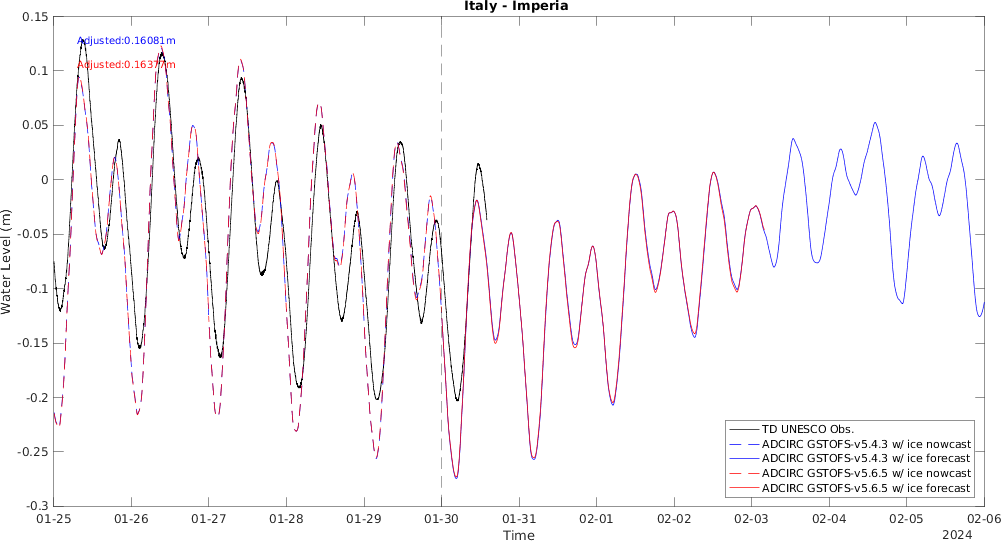 Italy - Imperia
0.15
0.1
0.05
0
-0.05
-0.1
-0.15
-0.2
-0.25
-0.3
Water Level (m)
Adjusted:0.16081m
Adjusted:0.16377m
TD UNESCO Obs.
ADCIRC GSTOFS-v5.4.3 w/ ice nowcast
ADCIRC GSTOFS-v5.4.3 w/ ice forecast
ADCIRC GSTOFS-v5.6.5 w/ ice nowcast
ADCIRC GSTOFS-v5.6.5 w/ ice forecast
01-25 01-26 01-27 01-28 01-29 01-30 01-31 02-01 02-02 02-03 02-04 02-05 02-06
Time
2024